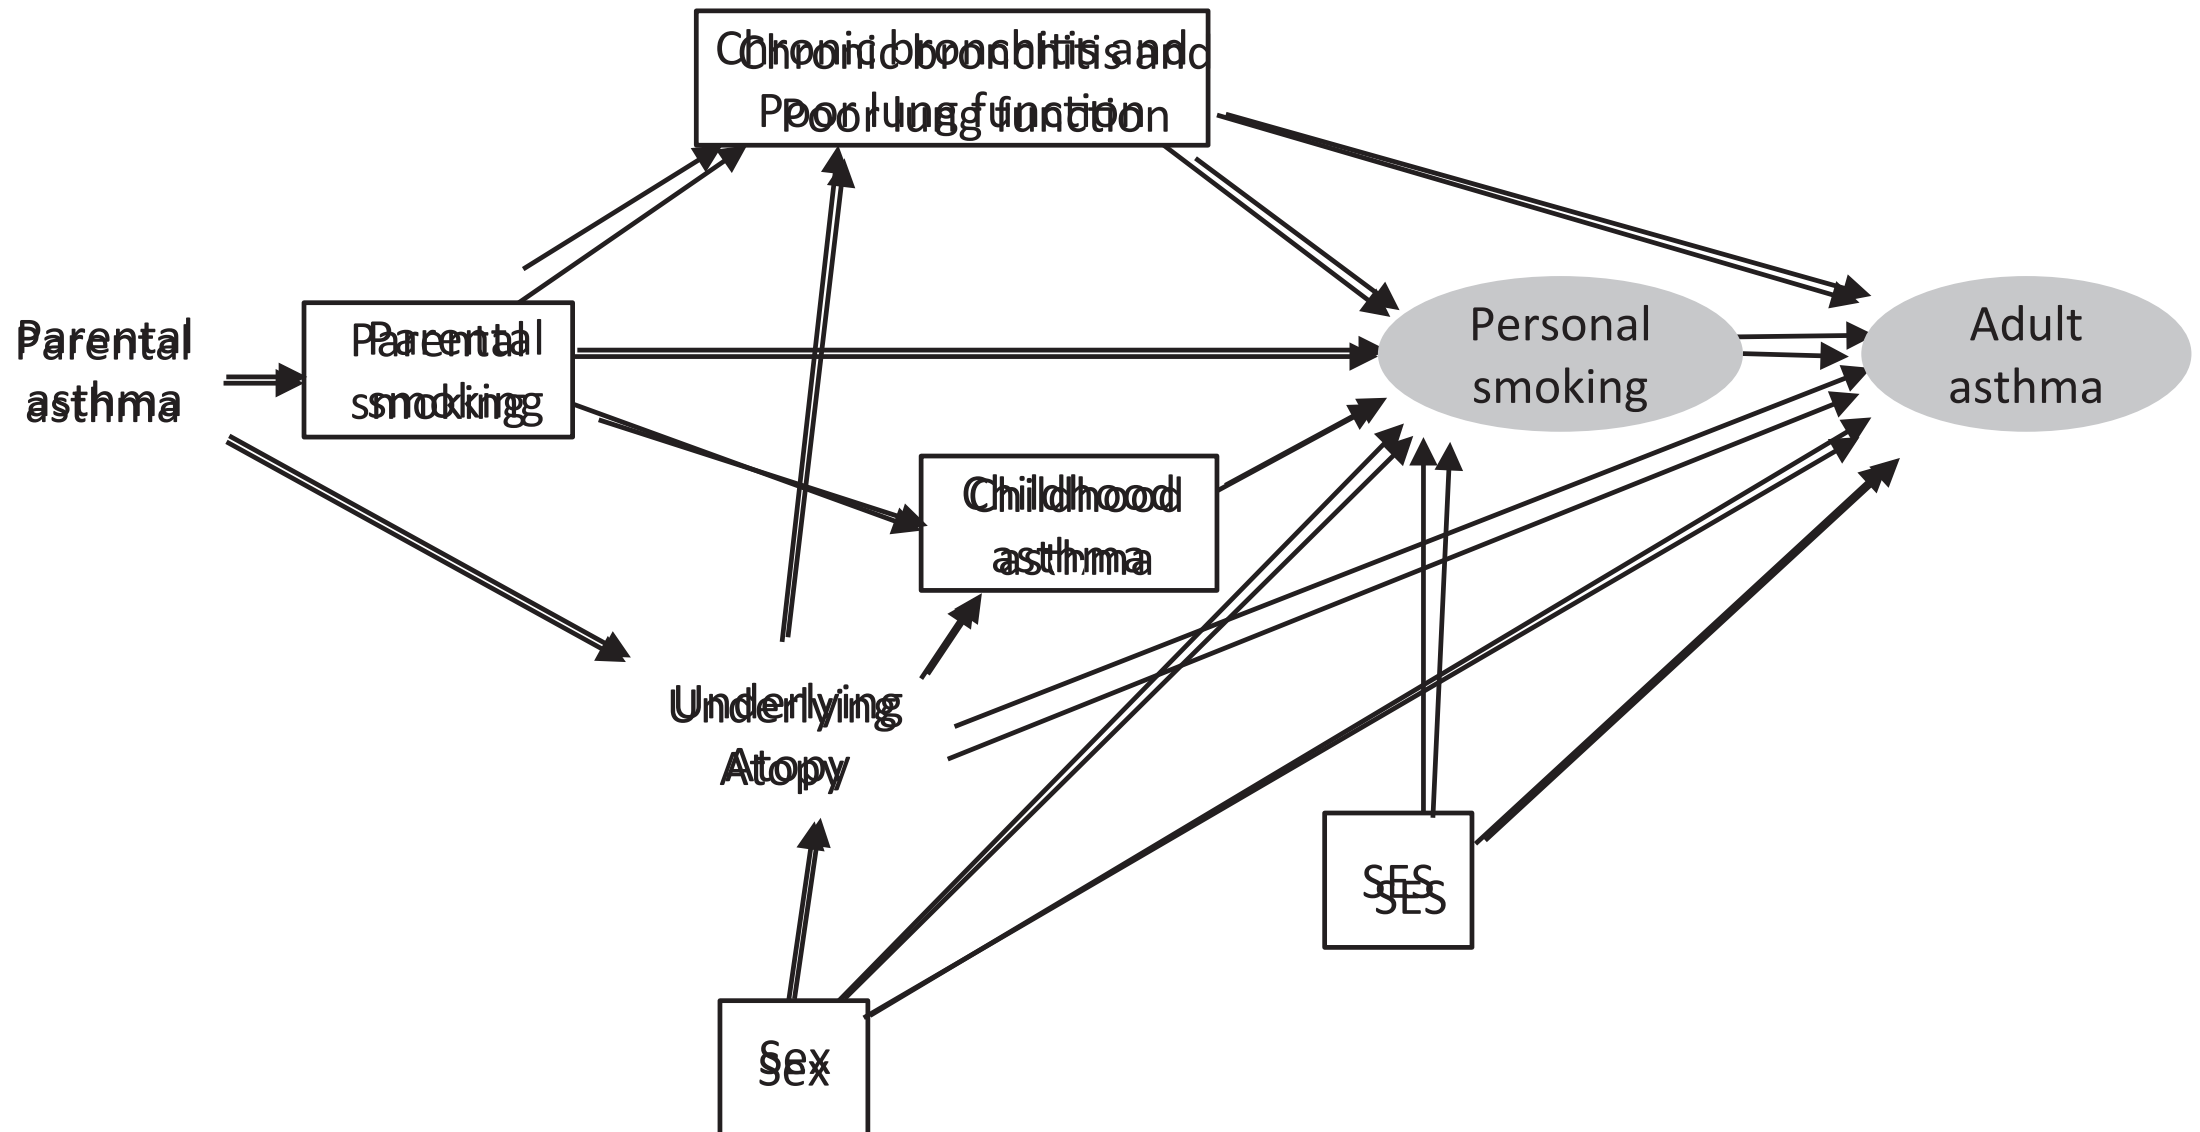 Chronic bronchitis and
Poor lung function
Parental
asthma
Parental
smoking
Personal
smoking
Adult
asthma
Childhood
asthma
Underlying
Atopy
SES
Sex